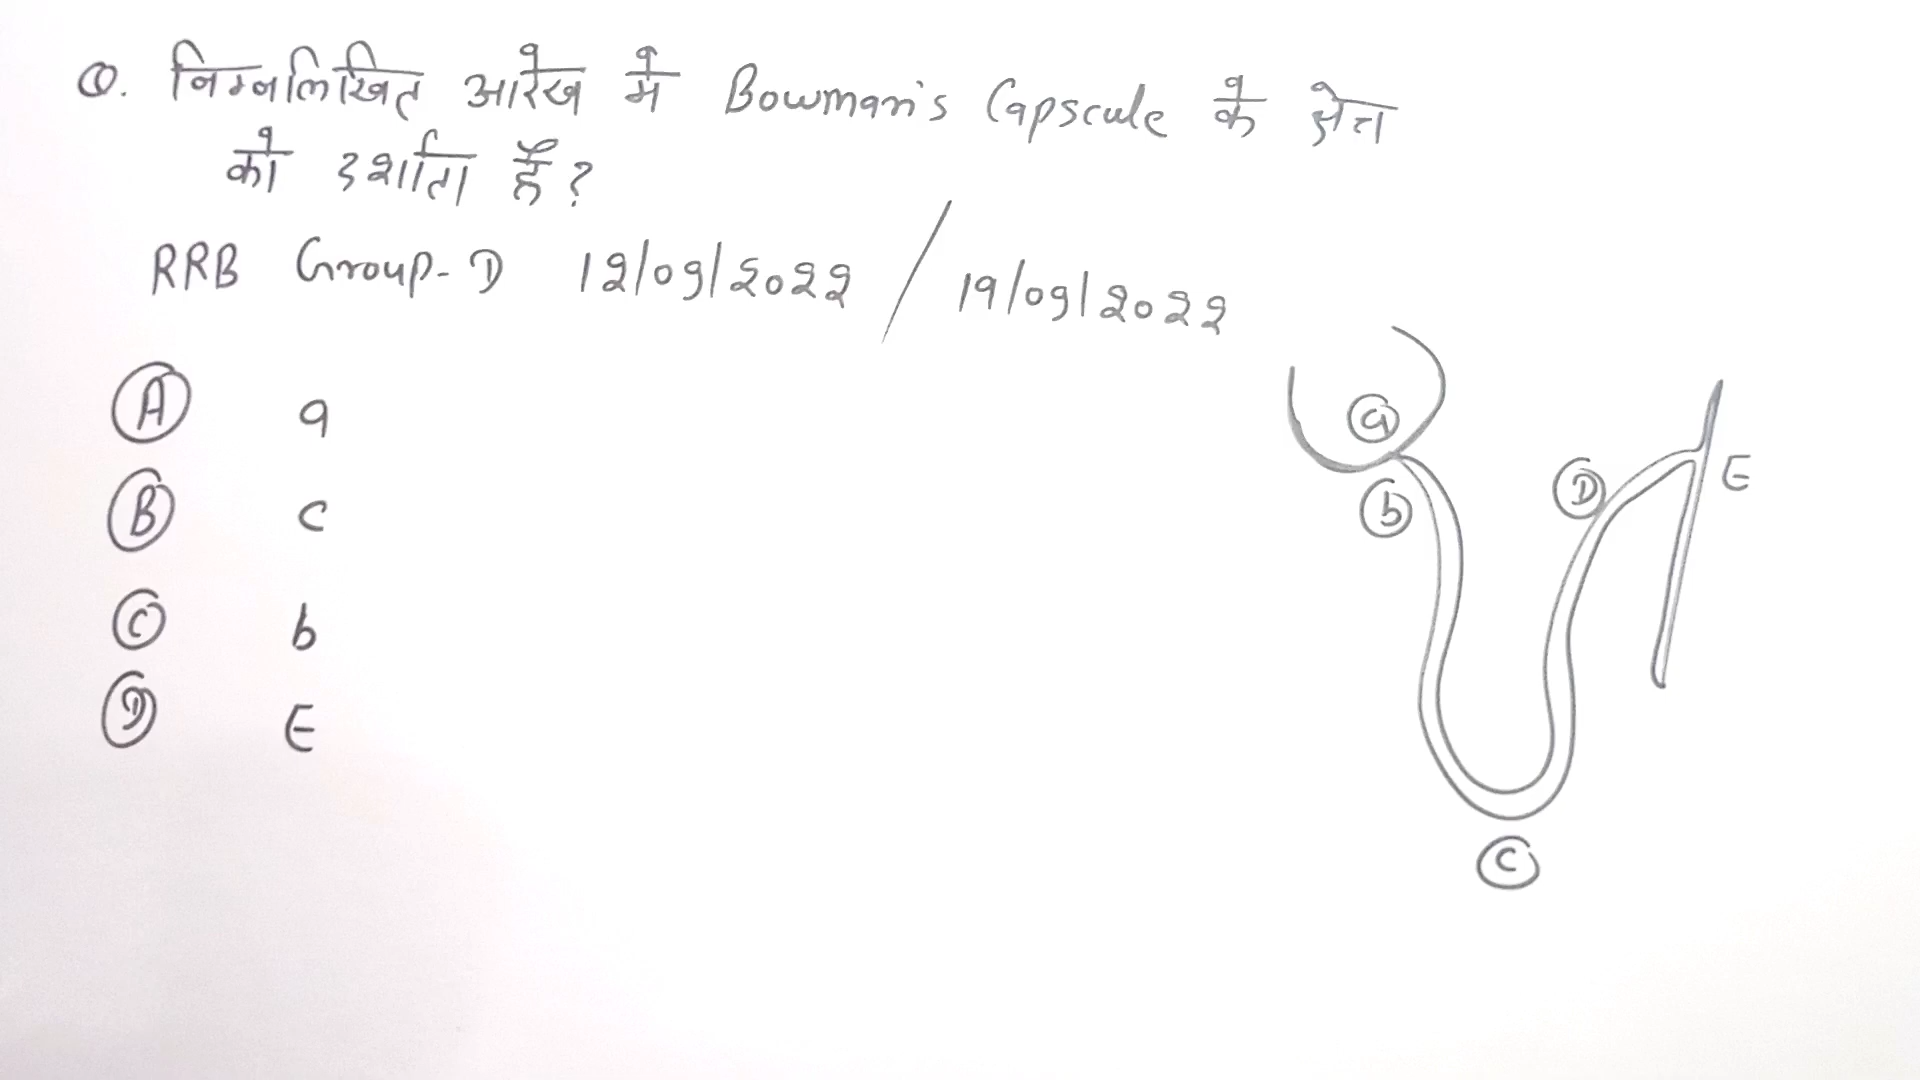 Q. निम्नलिखित आरेख में Bowman's Capscule के क्षेत्र
को दर्शाता है?
RRB Group-D 12/09/2022 / 19/09/2022
A a
B c
C b
D E
a
b
D
E
C